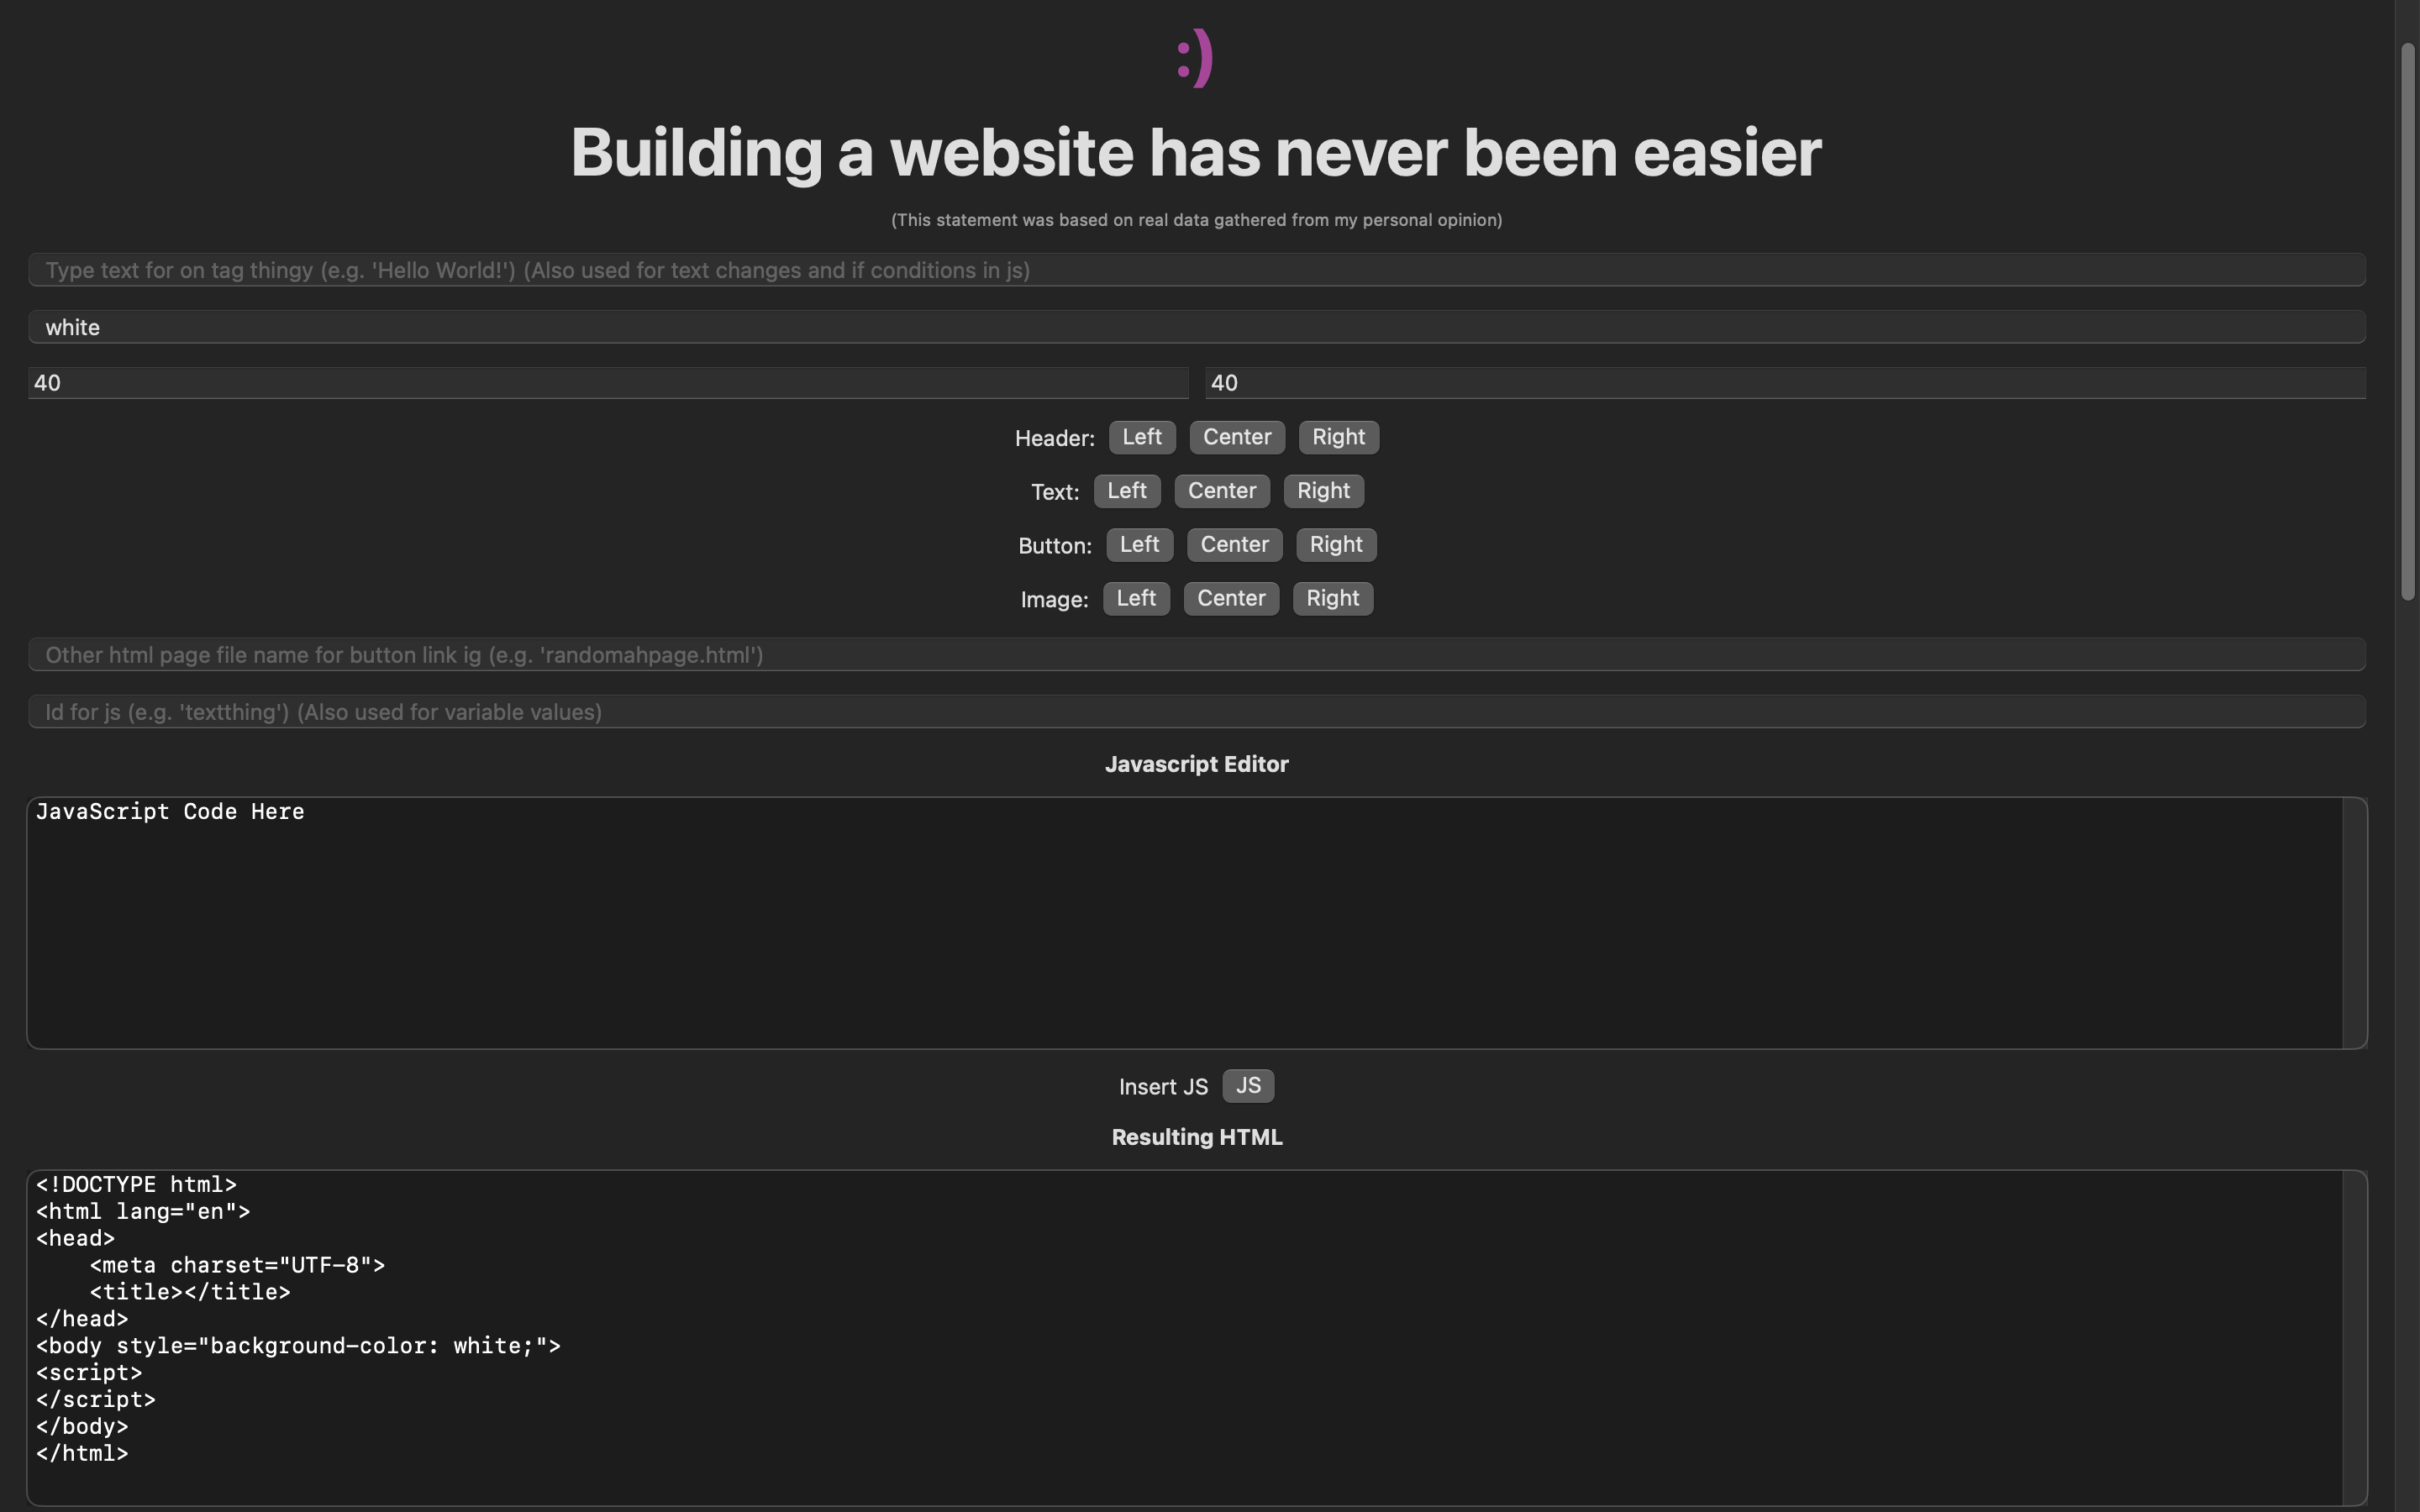 :)
Building a website has never been easier
(This statement was based on real data gathered from my personal opinion)
Type text for on tag thingy (e.g. 'Hello World!') (Also used for text changes and if conditions in js)
white
40 40
Header: Left Center Right
Text: Left Center Right
Button: Left Center Right
Image: Left Center Right
Other html page file name for button link ig (e.g. 'randomahpage.html')
Id for js (e.g. 'textthing') (Also used for variable values)
Javascript Editor
JavaScript Code Here
Insert JS JS
Resulting HTML
<!DOCTYPE html>
<html lang="en">
<head>
    <meta charset="UTF-8">
    <title></title>
</head>
<body style="background-color: white;">
<script>
</script>
</body>
</html>